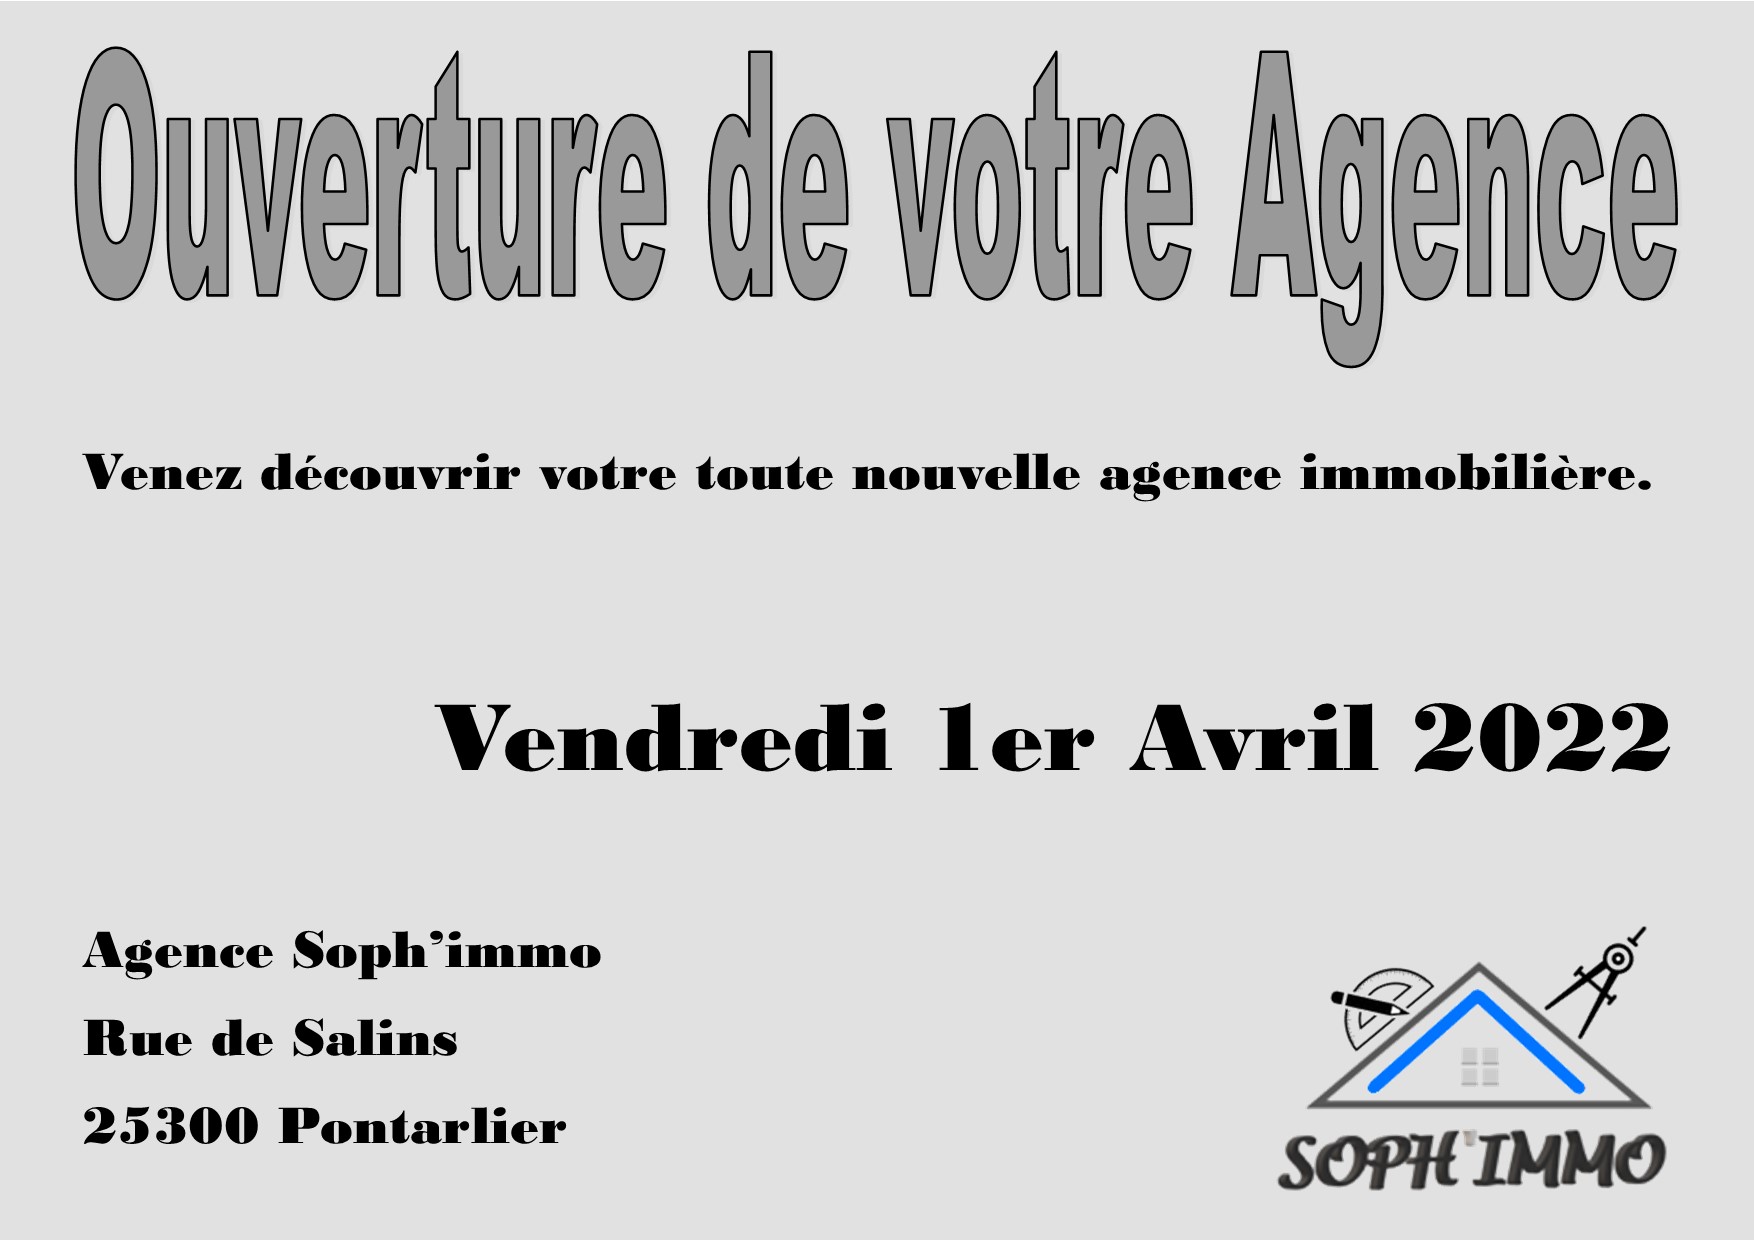 Ouverture de votre Agence
Venez découvrir votre toute nouvelle agence immobilière.
Vendredi 1er Avril 2022
Agence Soph’immo
Rue de Salins
25300 Pontarlier
SOPH'IMMO